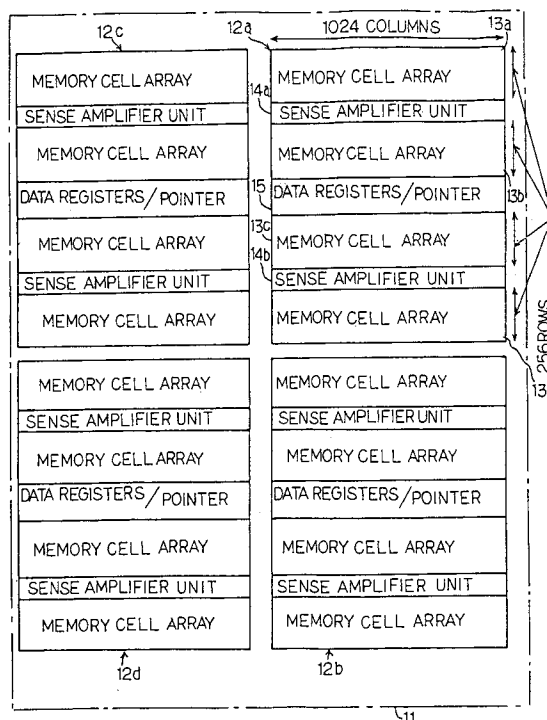 12c
12a
1024 COLUMNS
13a
MEMORY CELL ARRAY
MEMORY CELL ARRAY
14a
SENSE AMPLIFIER UNIT
SENSE AMPLIFIER UNIT
MEMORY CELL ARRAY
MEMORY CELL ARRAY
13b
DATA REGISTERS/POINTER
15
DATA REGISTERS/POINTER
13c
MEMORY CELL ARRAY
MEMORY CELL ARRAY
14b
SENSE AMPLIFIER UNIT
SENSE AMPLIFIER UNIT
MEMORY CELL ARRAY
MEMORY CELL ARRAY
256 ROWS
13
MEMORY CELL ARRAY
MEMORY CELL ARRAY
SENSE AMPLIFIER UNIT
SENSE AMPLIFIER UNIT
MEMORY CELL ARRAY
MEMORY CELL ARRAY
DATA REGISTERS/POINTER
DATA REGISTERS/POINTER
MEMORY CELL ARRAY
MEMORY CELL ARRAY
SENSE AMPLIFIER UNIT
SENSE AMPLIFIER UNIT
MEMORY CELL ARRAY
MEMORY CELL ARRAY
12d
12b
11